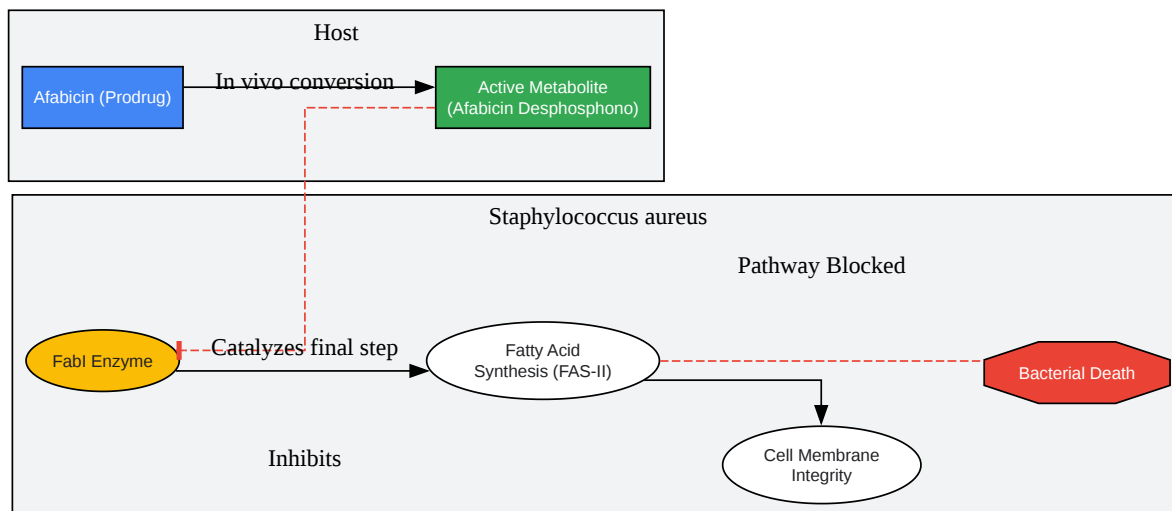 Host
Afabicin (Prodrug)
In vivo conversion
Active Metabolite
(Afabicin Desphosphono)
Staphylococcus aureus
Pathway Blocked
FabI Enzyme
Catalyzes final step
Fatty Acid
Synthesis (FAS-II)
Bacterial Death
Inhibits
Cell Membrane
Integrity